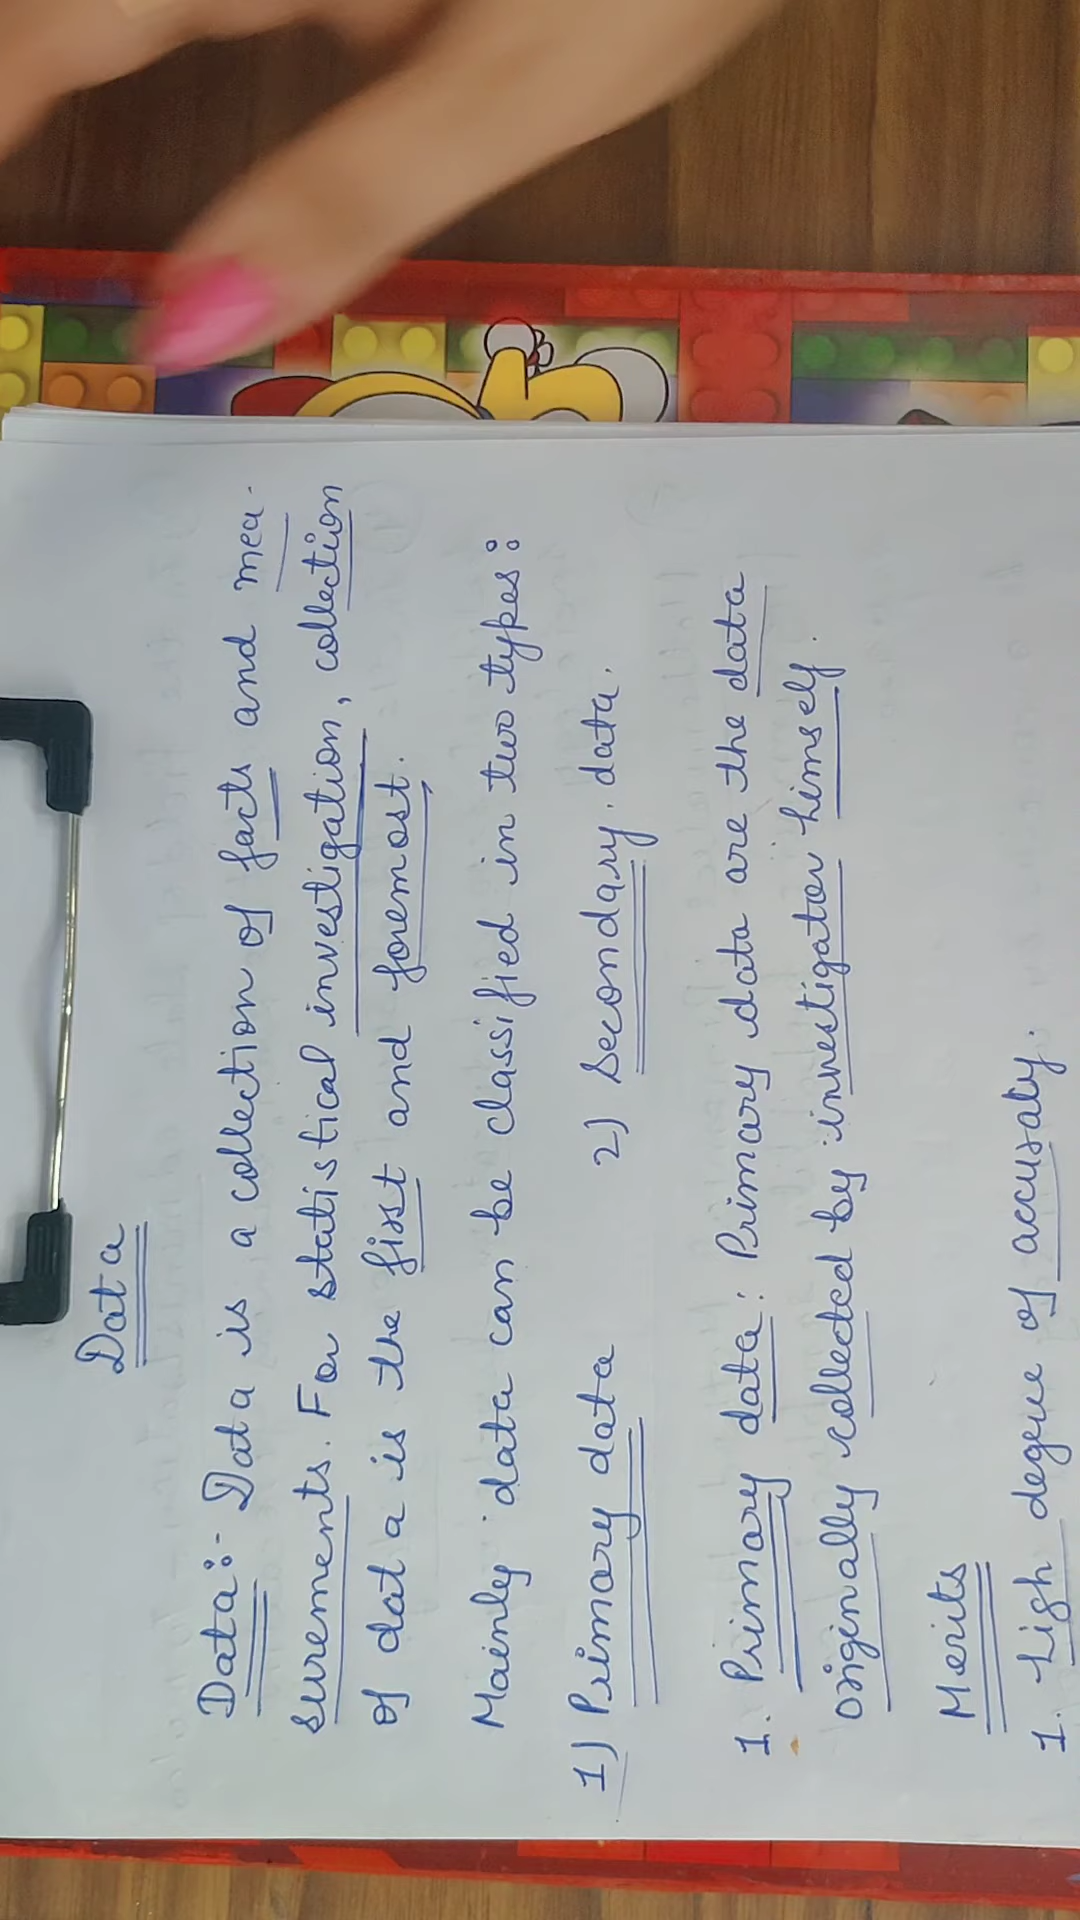 Data
Data:- Data is a collection of facts and mea-
surements. For statistical investigation, collection
of data is the first and foremost.
Mainly data can be classified in two types:
1) Primary data 2) Secondary data.
1. Primary data: Primary data are the data
originally collected by investigator himself.
Merits
1. High degree of accuraty.